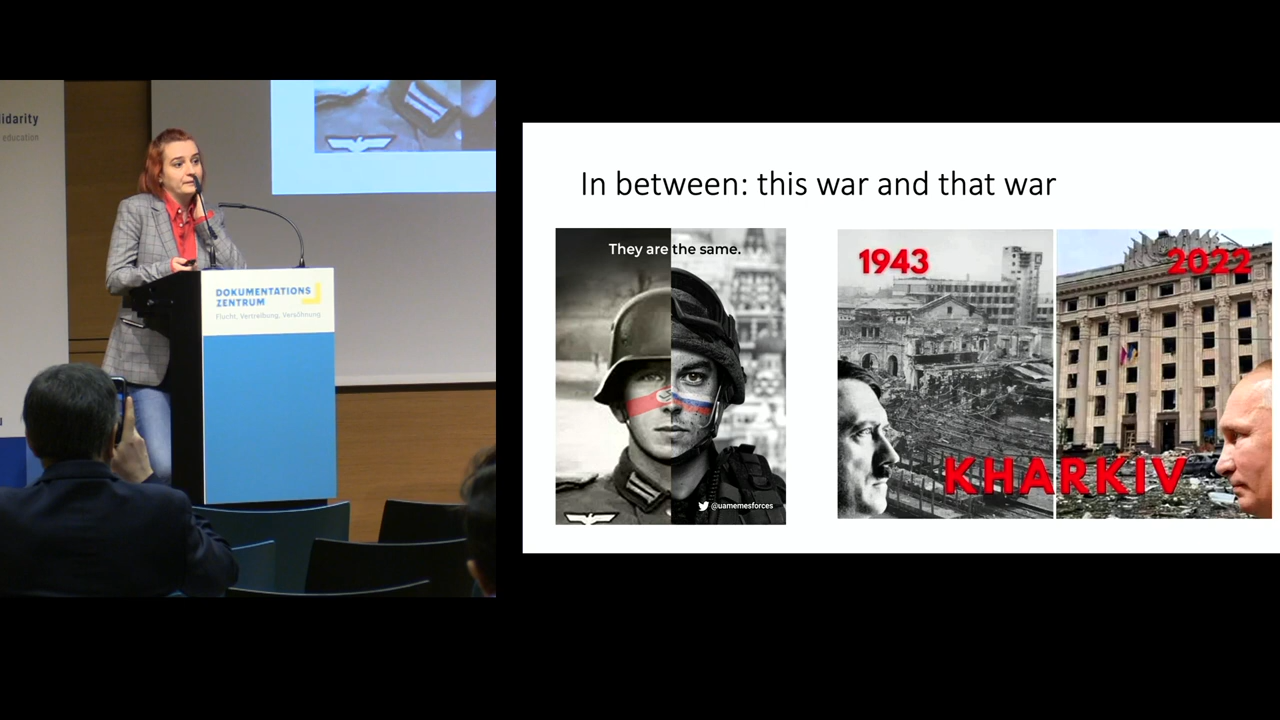 lidarity
education
DOKUMENTATIONS
ZENTRUM
Flucht, Vertreibung, Versöhnung
In between: this war and that war
They are the same.
@uamemesforces
1943
2022
KHARKIV